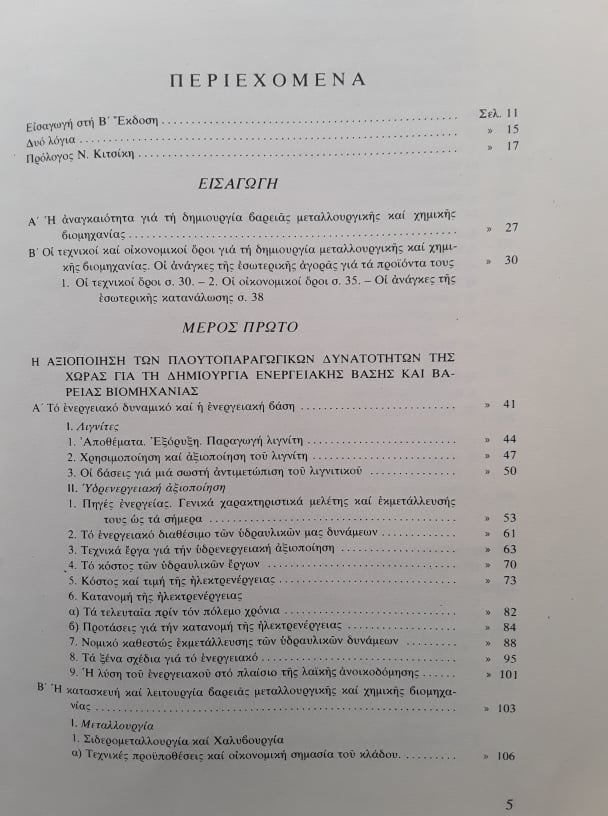 ΠΕΡΙΕΧΟΜΕΝΑ
Εἰσαγωγή στή Β΄ Ἔκδοση . . . . . . . . . . Σελ. 11
Δυό λόγια . . . . . . . . . . » 15
Πρόλογος Ν. Κιτσίκη . . . . . . . . . . » 17
ΕΙΣΑΓΩΓΗ
Α΄ Ἡ ἀναγκαιότητα γιά τή δημιουργία βαρειᾶς μεταλλουργικῆς καί χημικῆς
βιομηχανίας . . . . . . . . . . » 27
Β΄ Οἱ τεχνικοί καί οἰκονομικοί ὅροι γιά τή δημιουργία μεταλλουργικῆς καί χημι-
κῆς βιομηχανίας. Οἱ ἀνάγκες τῆς ἐσωτερικῆς ἀγορᾶς γιά τά προϊόντα τους » 30
1. Οἱ τεχνικοί ὅροι σ. 30. – 2. Οἱ οἰκονομικοί ὅροι σ. 35. – Οἱ ἀνάγκες τῆς
ἐσωτερικῆς κατανάλωσης σ. 38
ΜΕΡΟΣ ΠΡΩΤΟ
Η ΑΞΙΟΠΟΙΗΣΗ ΤΩΝ ΠΛΟΥΤΟΠΑΡΑΓΩΓΙΚΩΝ ΔΥΝΑΤΟΤΗΤΩΝ ΤΗΣ
ΧΩΡΑΣ ΓΙΑ ΤΗ ΔΗΜΙΟΥΡΓΙΑ ΕΝΕΡΓΕΙΑΚΗΣ ΒΑΣΗΣ ΚΑΙ ΒΑ-
ΡΕΙΑΣ ΒΙΟΜΗΧΑΝΙΑΣ
Α΄ Τό ἐνεργειακό δυναμικό καί ἡ ἐνεργειακή βάση . . . . . . . . . . » 41
Ι. Λιγνίτες
1. Ἀποθέματα. Ἐξόρυξη. Παραγωγή λιγνίτη . . . . . . . . . . » 44
2. Χρησιμοποίηση καί ἀξιοποίηση τοῦ λιγνίτη . . . . . . . . . . » 47
3. Οἱ βάσεις γιά μιά σωστή ἀντιμετώπιση τοῦ λιγνιτικοῦ . . . . . . . . . . » 50
ΙΙ. Ὑδρενεργειακή ἀξιοποίηση
1. Πηγές ἐνέργειας. Γενικά χαρακτηριστικά μελέτης καί ἐκμετάλλευσής
τους ὥς τά σήμερα . . . . . . . . . . » 53
2. Τό ἐνεργειακό διαθέσιμο τῶν ὑδραυλικῶν μας δυνάμεων . . . . . . . . . . » 61
3. Τεχνικά ἔργα γιά τήν ὑδρενεργειακή ἀξιοποίηση . . . . . . . . . . » 63
4. Τό κόστος τῶν ὑδραυλικῶν ἔργων . . . . . . . . . . » 70
5. Κόστος καί τιμή τῆς ἠλεκτρενέργειας . . . . . . . . . . » 73
6. Κατανομή τῆς ἠλεκτρενέργειας
α) Τά τελευταῖα πρίν τόν πόλεμο χρόνια . . . . . . . . . . » 82
β) Προτάσεις γιά τήν κατανομή τῆς ἠλεκτρενέργειας . . . . . . . . . . » 84
7. Νομικό καθεστώς ἐκμετάλλευσης τῶν ὑδραυλικῶν δυνάμεων . . . . . . . . . . » 88
8. Τά ξένα σχέδια γιά τό ἐνεργειακό . . . . . . . . . . » 95
9. Ἡ λύση τοῦ ἐνεργειακοῦ στό πλαίσιο τῆς λαϊκῆς ἀνοικοδόμησης . . . . » 101
Β΄ Ἡ κατασκευή καί λειτουργία βαρειᾶς μεταλλουργικῆς καί χημικῆς βιομηχα-
νίας . . . . . . . . . . » 103
Ι. Μεταλλουργία
1. Σιδερομεταλλουργία καί Χαλυβουργία
α) Τεχνικές προϋποθέσεις καί οἰκονομική σημασία τοῦ κλάδου. . . . . . . . . . » 106
5